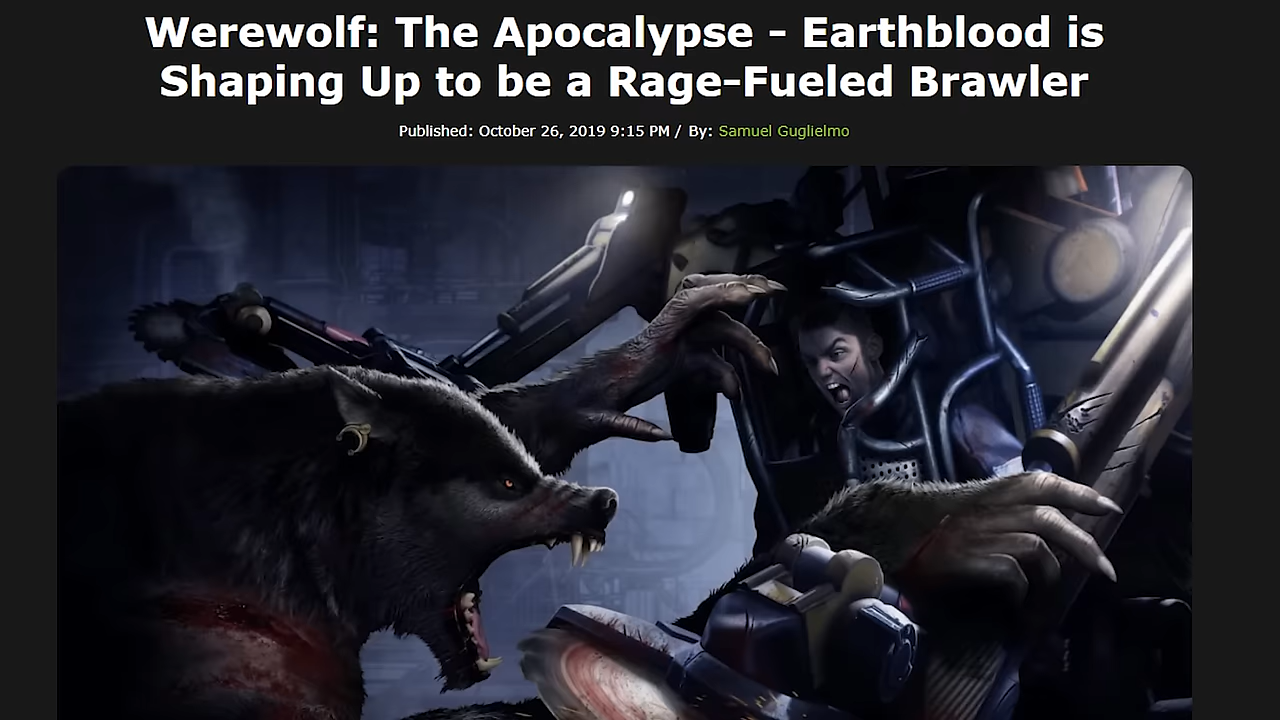 Werewolf: The Apocalypse - Earthblood is
Shaping Up to be a Rage-Fueled Brawler
Published: October 26, 2019 9:15 PM / By: Samuel Guglielmo